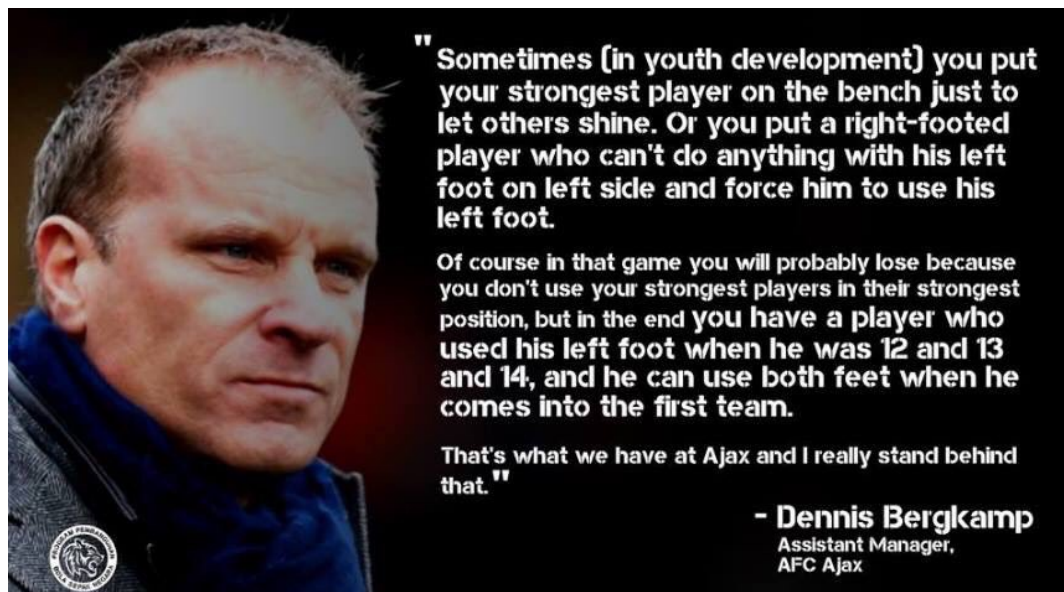 "Sometimes (in youth development) you put
your strongest player on the bench just to
let others shine. Or you put a right-footed
player who can't do anything with his left
foot on left side and force him to use his
left foot.
Of course in that game you will probably lose because
you don't use your strongest players in their strongest
position, but in the end you have a player who
used his left foot when he was 12 and 13
and 14, and he can use both feet when he
comes into the first team.
That's what we have at Ajax and I really stand behind
that."
- Dennis Bergkamp
Assistant Manager,
AFC Ajax
PROGRAM PEMBANGUNAN
BOLA SEPAK NEGARA